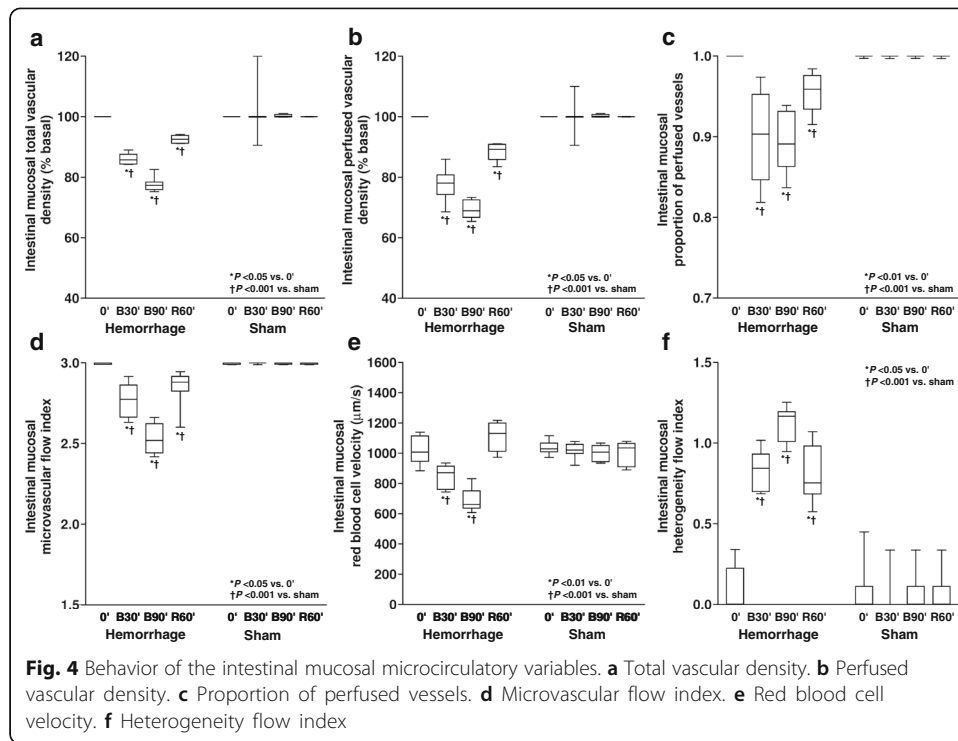 a
Intestinal mucosal total vascular density (% basal)
120
100
80
60
40
*†
*†
*†
*P <0.05 vs. 0'
†P <0.001 vs. sham
0' B30' B90' R60' 0' B30' B90' R60'
Hemorrhage Sham
b
Intestinal mucosal perfused vascular density (% basal)
120
100
80
60
40
*†
*†
*†
*P <0.05 vs. 0'
†P <0.001 vs. sham
0' B30' B90' R60' 0' B30' B90' R60'
Hemorrhage Sham
c
Intestinal mucosal proportion of perfused vessels
1.0
0.9
0.8
0.7
*†
*†
*†
*P <0.01 vs. 0'
†P <0.001 vs. sham
0' B30' B90' R60' 0' B30' B90' R60'
Hemorrhage Sham
d
Intestinal mucosal microvascular flow index
3.0
2.5
2.0
1.5
*†
*†
*†
*P <0.05 vs. 0'
†P <0.001 vs. sham
0' B30' B90' R60' 0' B30' B90' R60'
Hemorrhage Sham
e
Intestinal mucosal red blood cell velocity (μm/s)
1600
1400
1200
1000
800
600
400
200
0
*†
*†
*P <0.01 vs. 0'
†P <0.001 vs. sham
0' B30' B90' R60' 0' B30' B90' R60'
Hemorrhage Sham
f
Intestinal mucosal heterogeneity flow index
1.5
1.0
0.5
0.0
*†
*†
*†
*P <0.05 vs. 0'
†P <0.001 vs. sham
0' B30' B90' R60' 0' B30' B90' R60'
Hemorrhage Sham
Fig. 4 Behavior of the intestinal mucosal microcirculatory variables. a Total vascular density. b Perfused
vascular density. c Proportion of perfused vessels. d Microvascular flow index. e Red blood cell
velocity. f Heterogeneity flow index